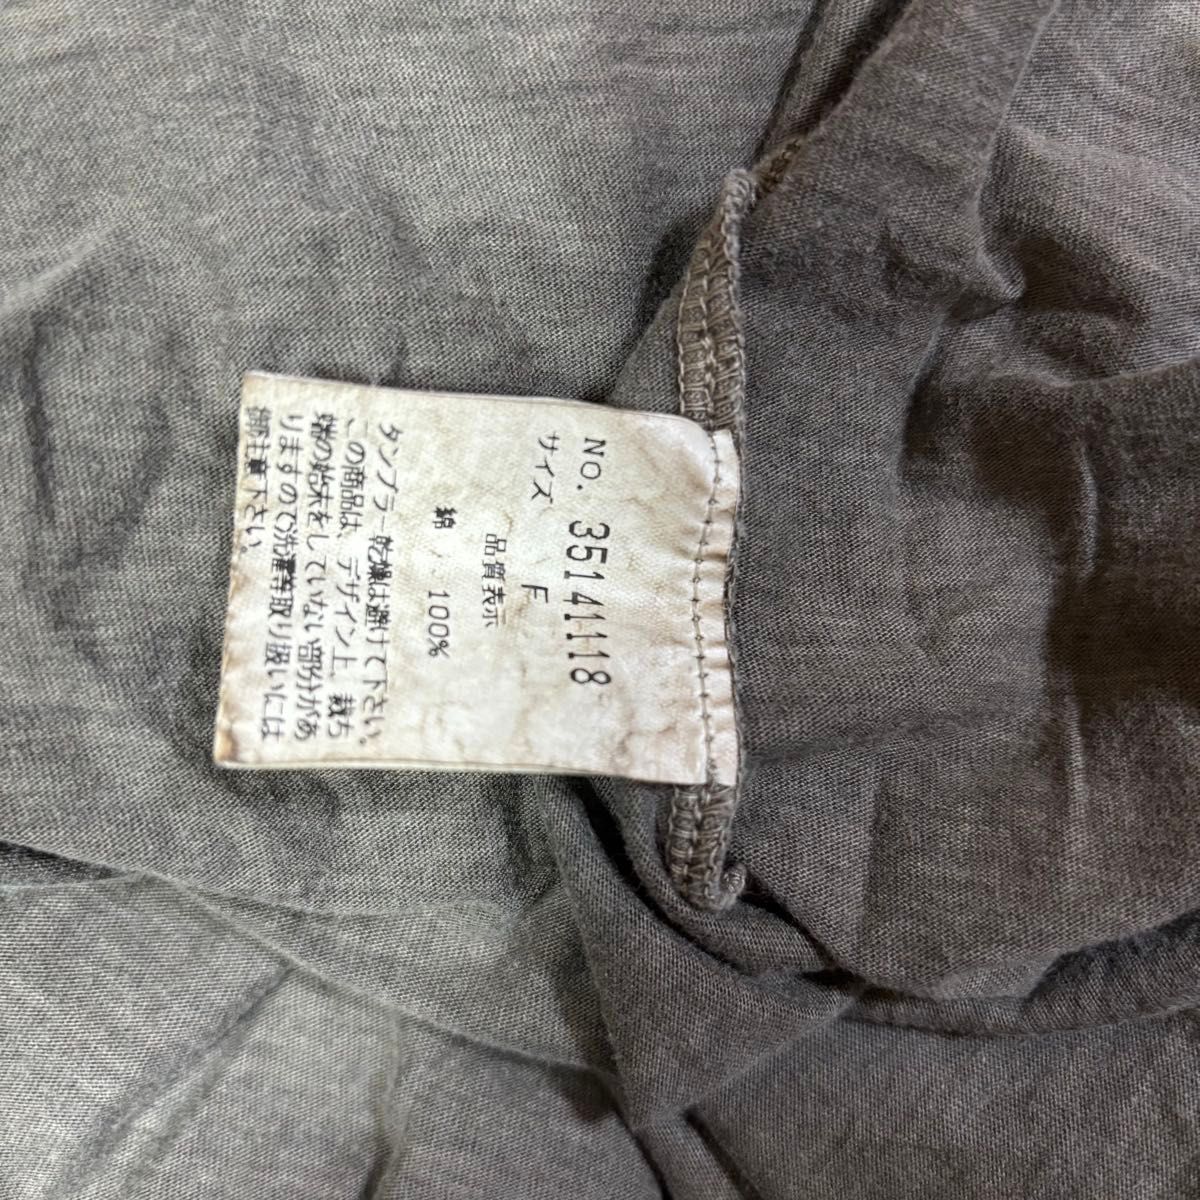 No. 35141118
サイズ F
品質表示
綿 100%
タンブラー乾燥は避けて下さい。
この商品は、デザイン上、裁ち
端の始末をしていない部分があ
りますので洗濯等取り扱いには
御注意下さい。